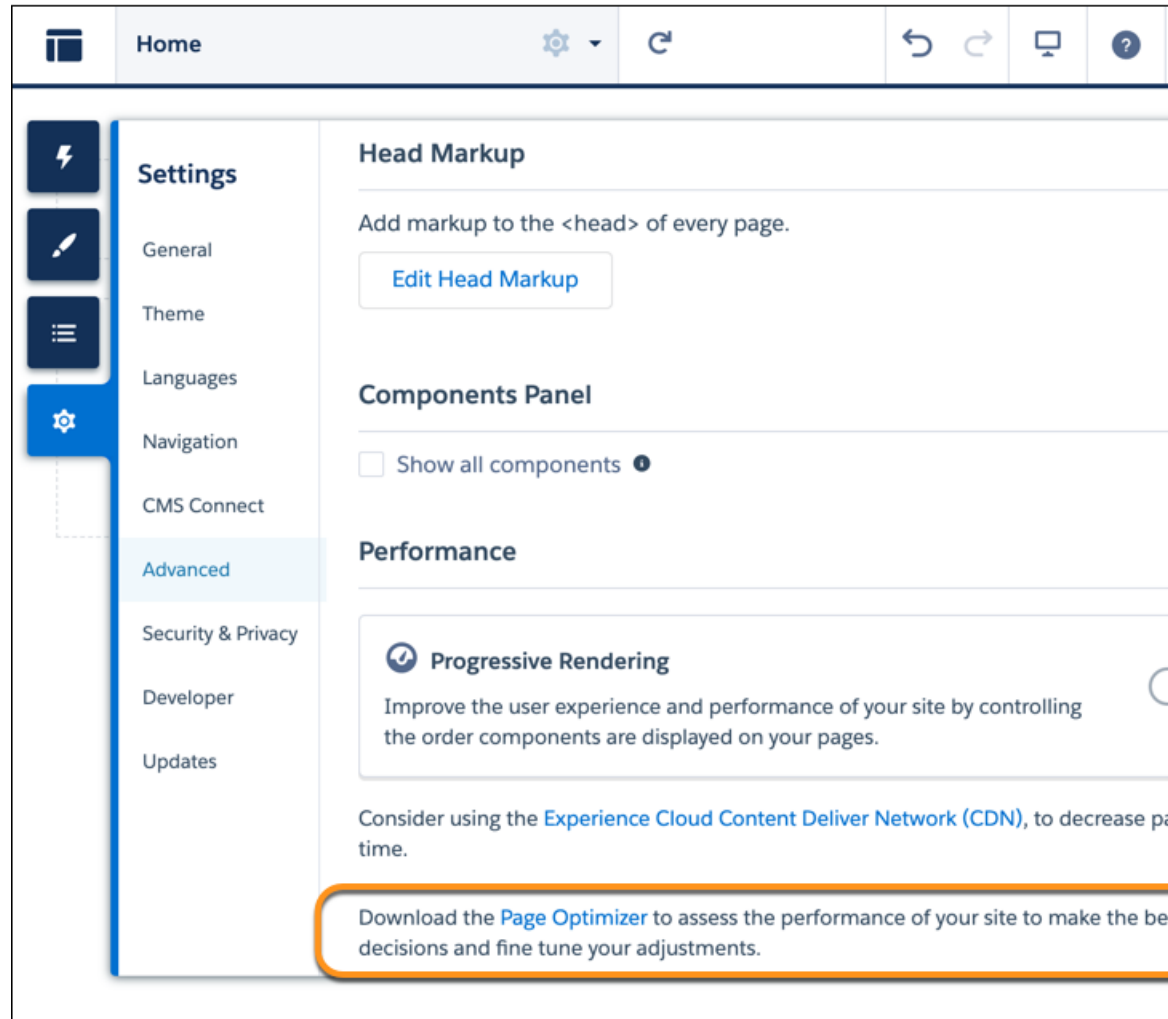 Home
Settings
General
Theme
Languages
Navigation
CMS Connect
Advanced
Security & Privacy
Developer
Updates
Head Markup
Add markup to the <head> of every page.
Edit Head Markup
Components Panel
Show all components
Performance
Progressive Rendering
Improve the user experience and performance of your site by controlling
the order components are displayed on your pages.
Consider using the Experience Cloud Content Deliver Network (CDN), to decrease
time.
Download the Page Optimizer to assess the performance of your site to make the
decisions and fine tune your adjustments.